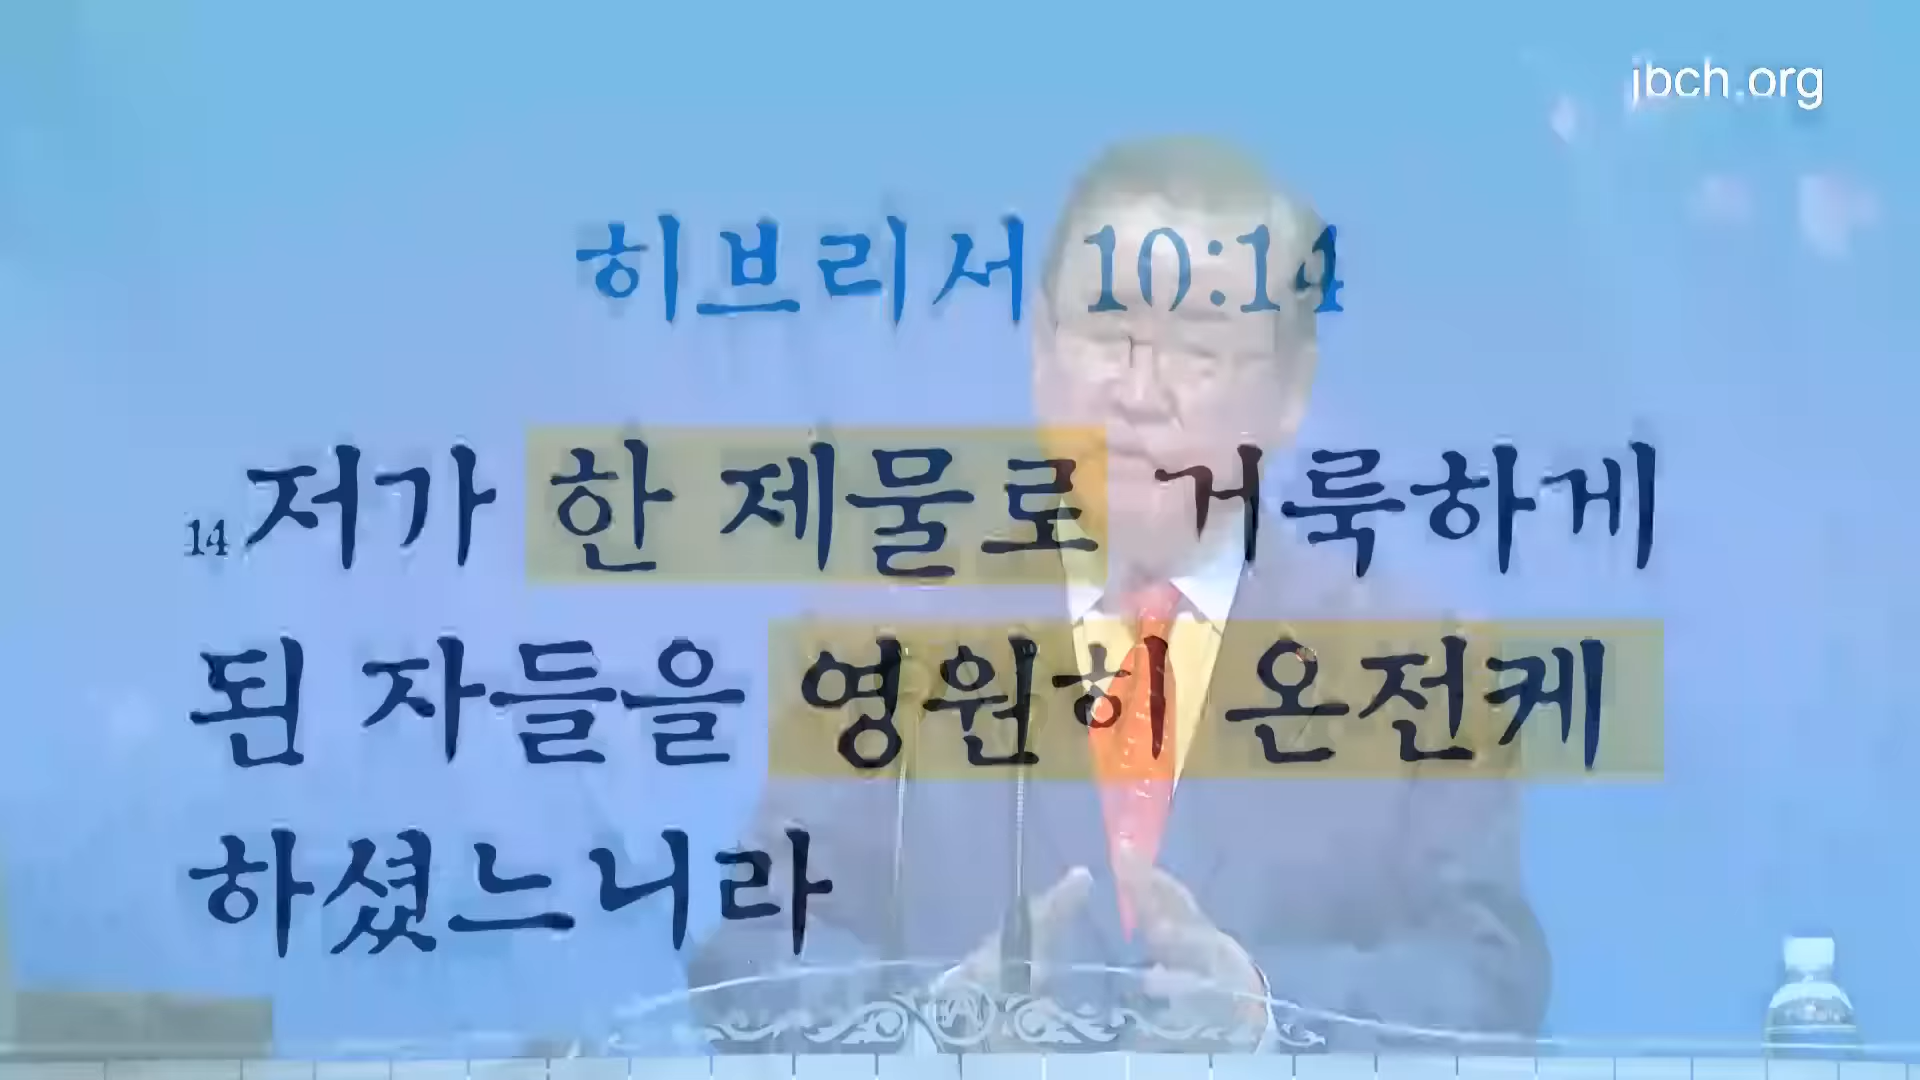 jbch.org
히브리서 10:14
14 저가 한 제물로 거룩하게
된 자들을 영원히 온전케
하셨느니라